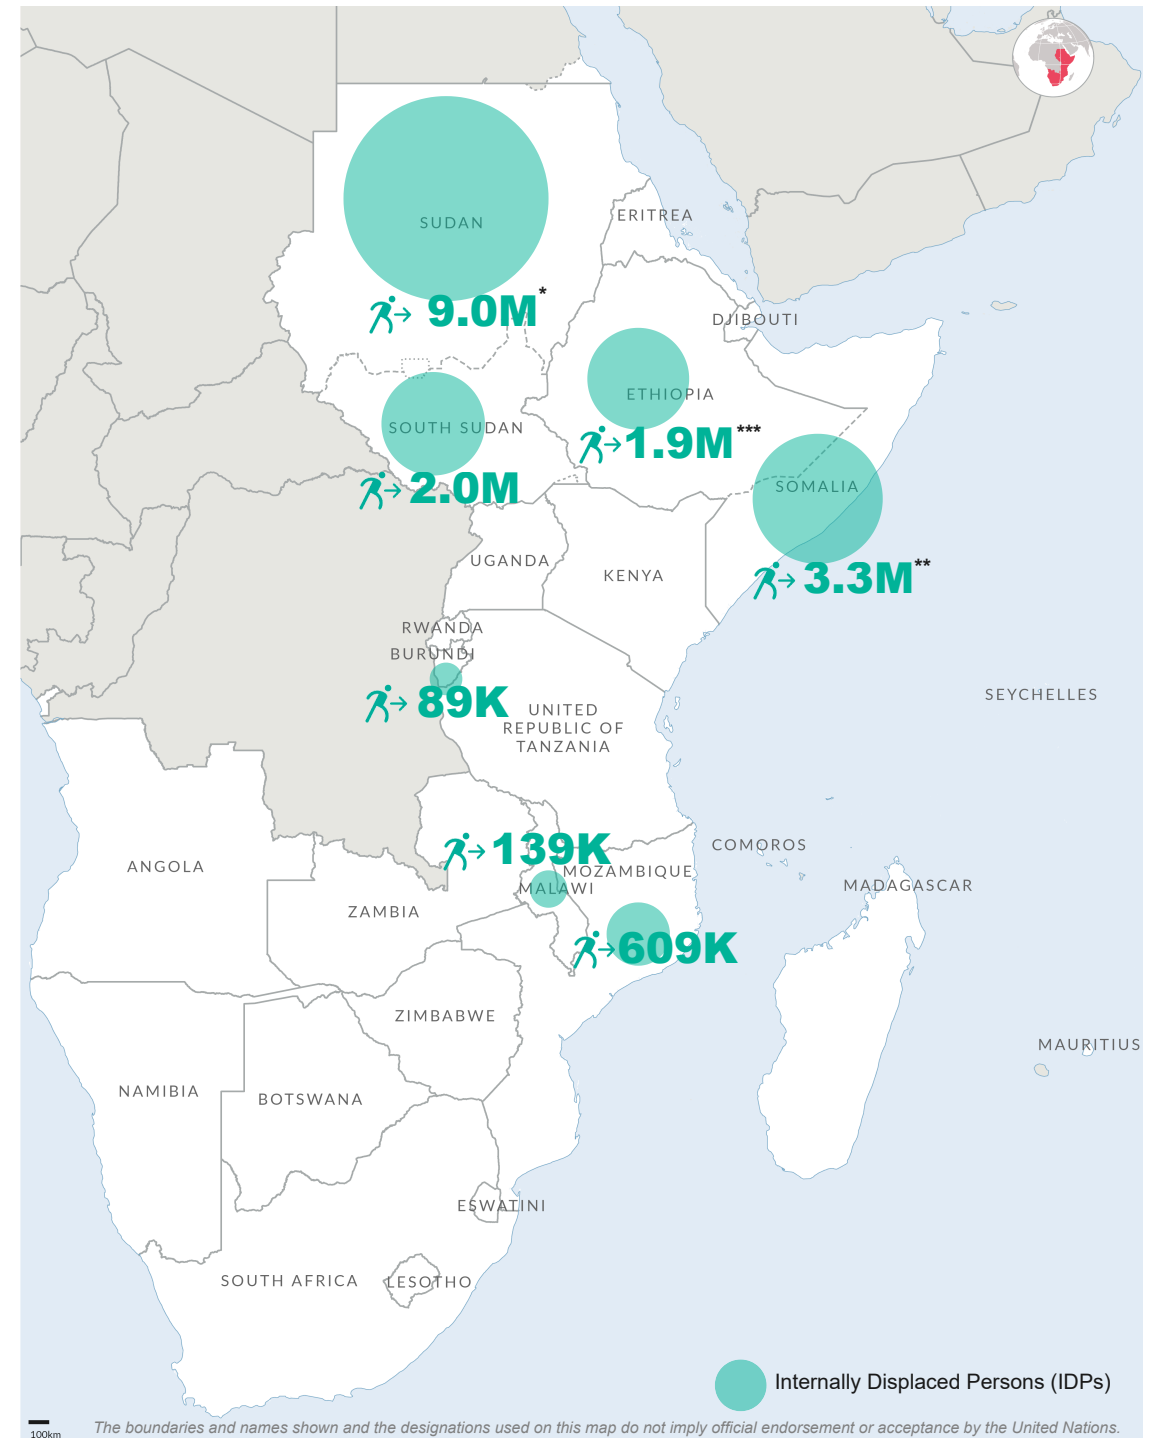 SUDAN
ERITREA
9.0M*
DJIBOUTI
ETHIOPIA
SOUTH SUDAN
1.9M***
2.0M
SOMALIA
UGANDA
KENYA
3.3M**
RWANDA
BURUNDI
89K
SEYCHELLES
UNITED
REPUBLIC OF
TANZANIA
139K
COMOROS
ANGOLA
MOZAMBIQUE
MALAWI
MADAGASCAR
ZAMBIA
609K
ZIMBABWE
MAURITIUS
NAMIBIA
BOTSWANA
ESWATINI
SOUTH AFRICA
LESOTHO
Internally Displaced Persons (IDPs)
100km
The boundaries and names shown and the designations used on this map do not imply official endorsement or acceptance by the United Nations.